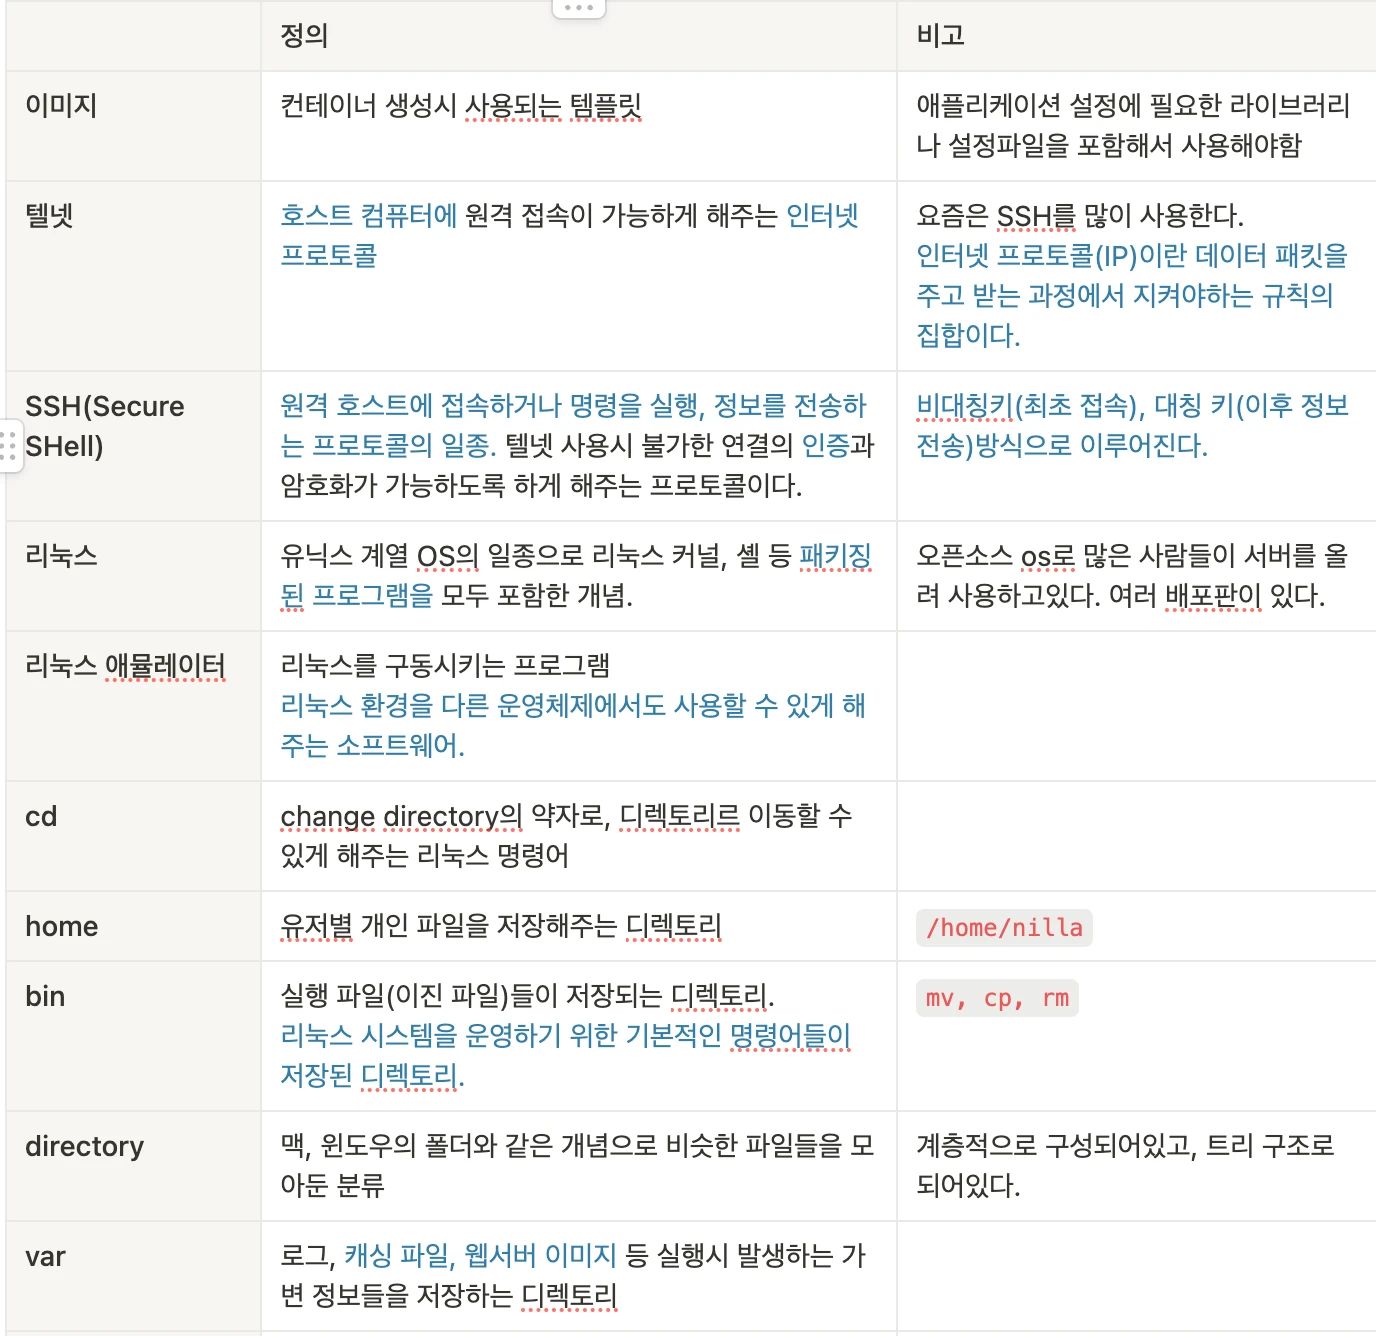 정의
비고
이미지
컨테이너 생성시 사용되는 템플릿
애플리케이션 설정에 필요한 라이브러리
나 설정파일을 포함해서 사용해야함
텔넷
호스트 컴퓨터에 원격 접속이 가능하게 해주는 인터넷
프로토콜
요즘은 SSH를 많이 사용한다.
인터넷 프로토콜(IP)이란 데이터 패킷을
주고 받는 과정에서 지켜야하는 규칙의
집합이다.
SSH(Secure
SHell)
원격 호스트에 접속하거나 명령을 실행, 정보를 전송하
는 프로토콜의 일종. 텔넷 사용시 불가한 연결의 인증과
암호화가 가능하도록 하게 해주는 프로토콜이다.
비대칭키(최초 접속), 대칭 키(이후 정보
전송)방식으로 이루어진다.
리눅스
유닉스 계열 OS의 일종으로 리눅스 커널, 셸 등 패키징
된 프로그램을 모두 포함한 개념.
오픈소스 os로 많은 사람들이 서버를 올
려 사용하고있다. 여러 배포판이 있다.
리눅스 애뮬레이터
리눅스를 구동시키는 프로그램
리눅스 환경을 다른 운영체제에서도 사용할 수 있게 해
주는 소프트웨어.
cd
change directory의 약자로, 디렉토리르 이동할 수
있게 해주는 리눅스 명령어
home
유저별 개인 파일을 저장해주는 디렉토리
/home/nilla
bin
실행 파일(이진 파일)들이 저장되는 디렉토리.
리눅스 시스템을 운영하기 위한 기본적인 명령어들이
저장된 디렉토리.
mv, cp, rm
directory
맥, 윈도우의 폴더와 같은 개념으로 비슷한 파일들을 모
아둔 분류
계층적으로 구성되어있고, 트리 구조로
되어있다.
var
로그, 캐싱 파일, 웹서버 이미지 등 실행시 발생하는 가
변 정보들을 저장하는 디렉토리